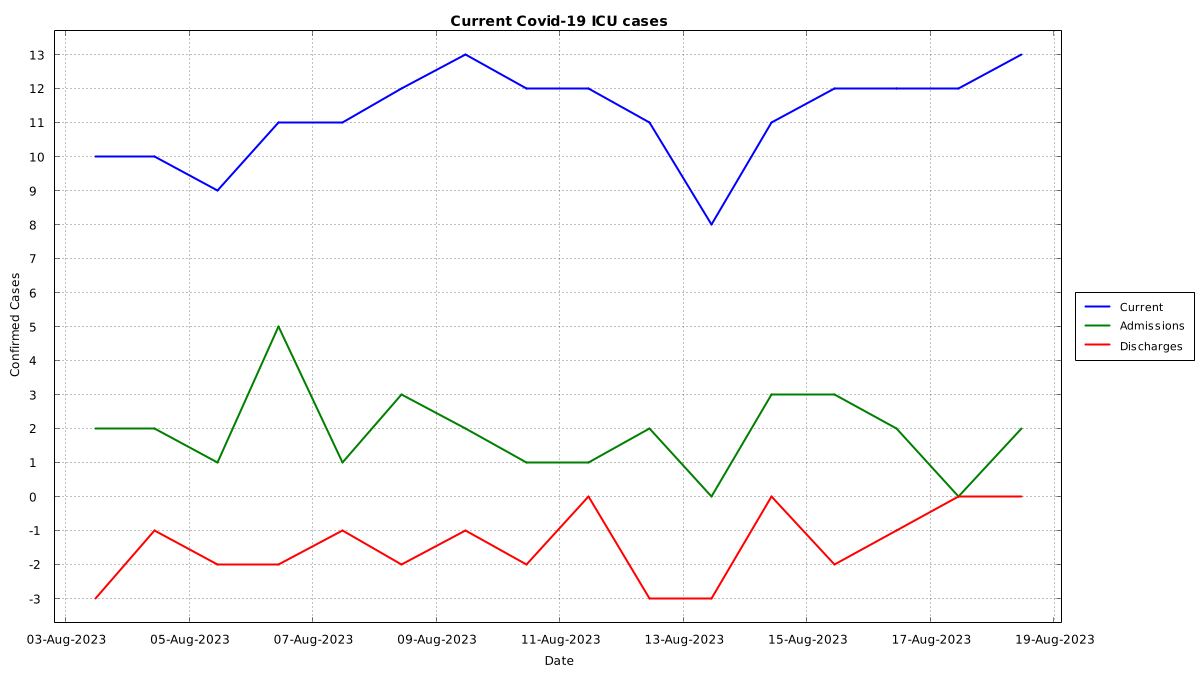 Current Covid-19 ICU cases
13
12
11
10
9
8
7
6
5
4
3
2
1
0
-1
-2
-3
Confirmed Cases
03-Aug-2023 05-Aug-2023 07-Aug-2023 09-Aug-2023 11-Aug-2023 13-Aug-2023 15-Aug-2023 17-Aug-2023 19-Aug-2023
Date
Current
Admissions
Discharges